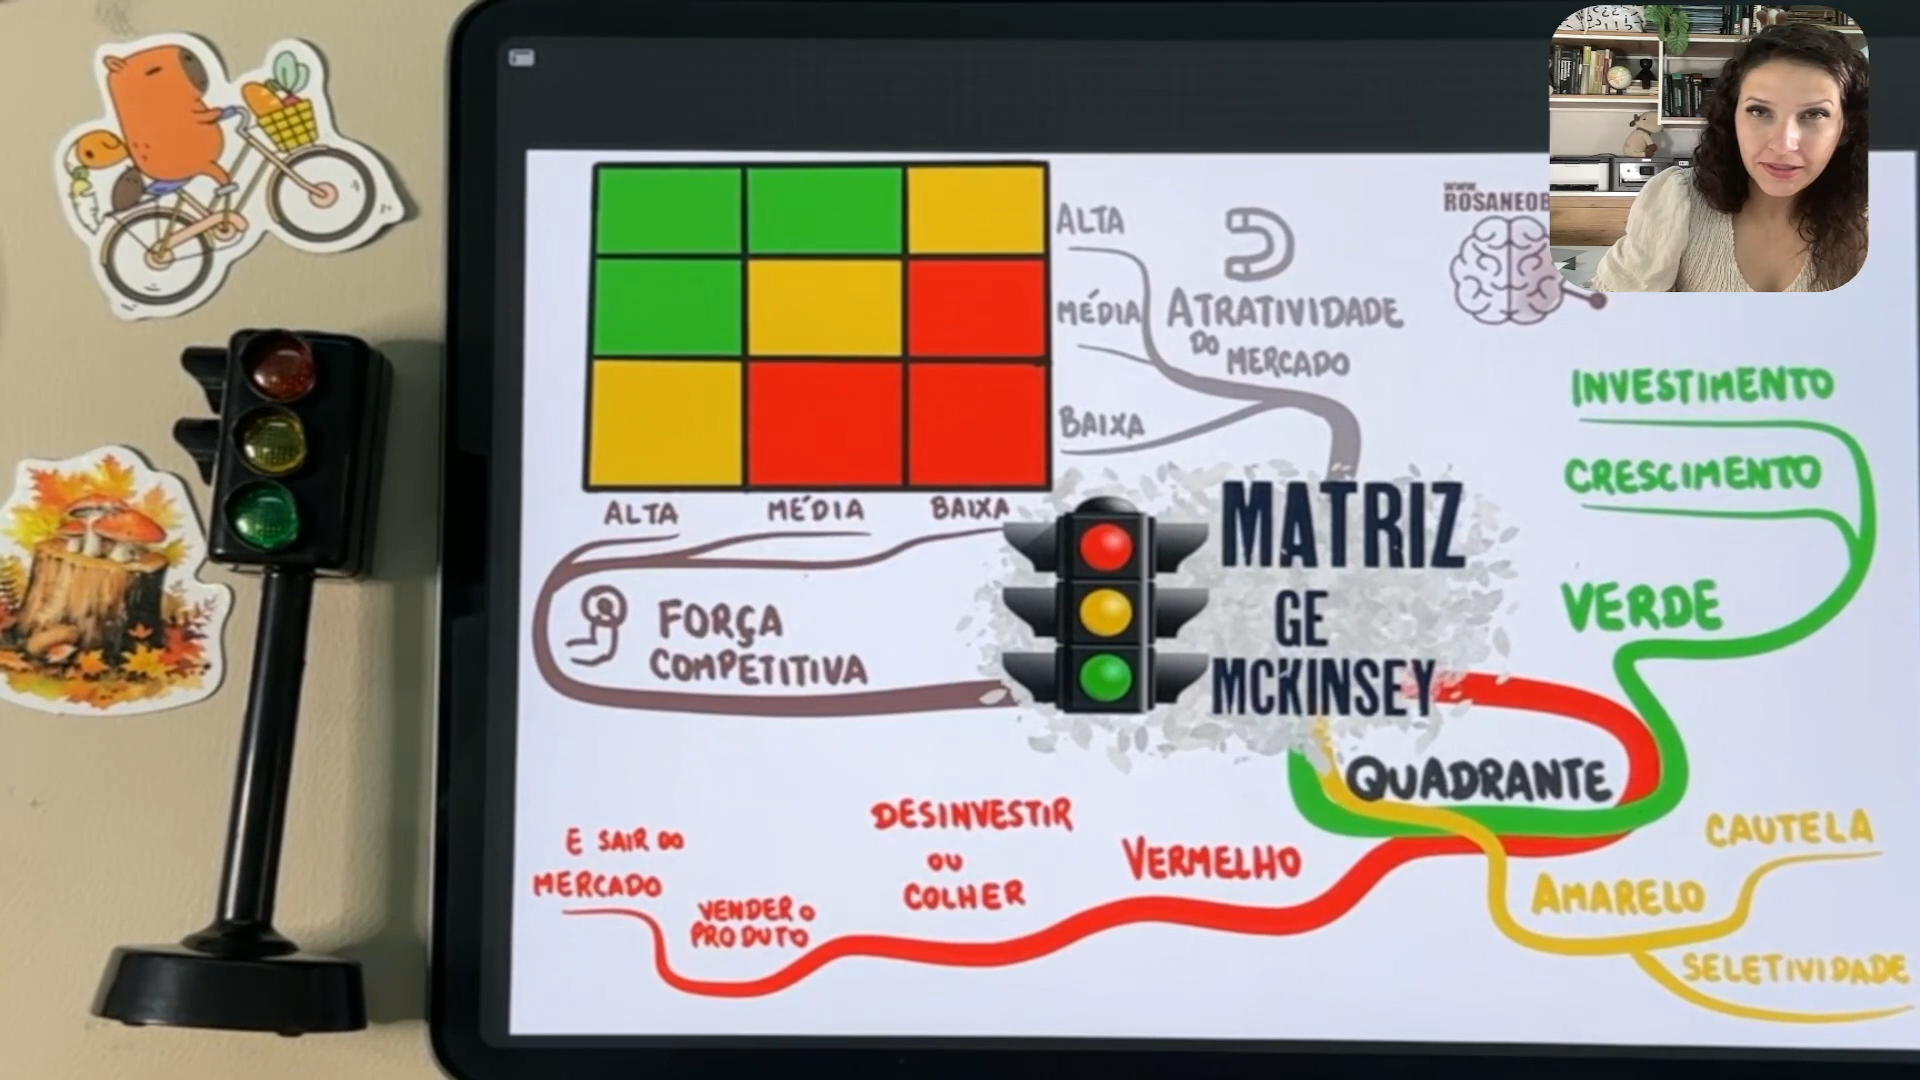 WWW.
ROSANEOB
ALTA
MÉDIA
BAIXA
ATRATIVIDADE
DO
MERCADO
ALTA
MÉDIA
BAIXA
FORÇA
COMPETITIVA
MATRIZ
GE
MCKINSEY
INVESTIMENTO
CRESCIMENTO
VERDE
QUADRANTE
CAUTELA
AMARELO
SELETIVIDADE
VERMELHO
DESINVESTIR
OU
COLHER
VENDER O
PRODUTO
E SAIR DO
MERCADO